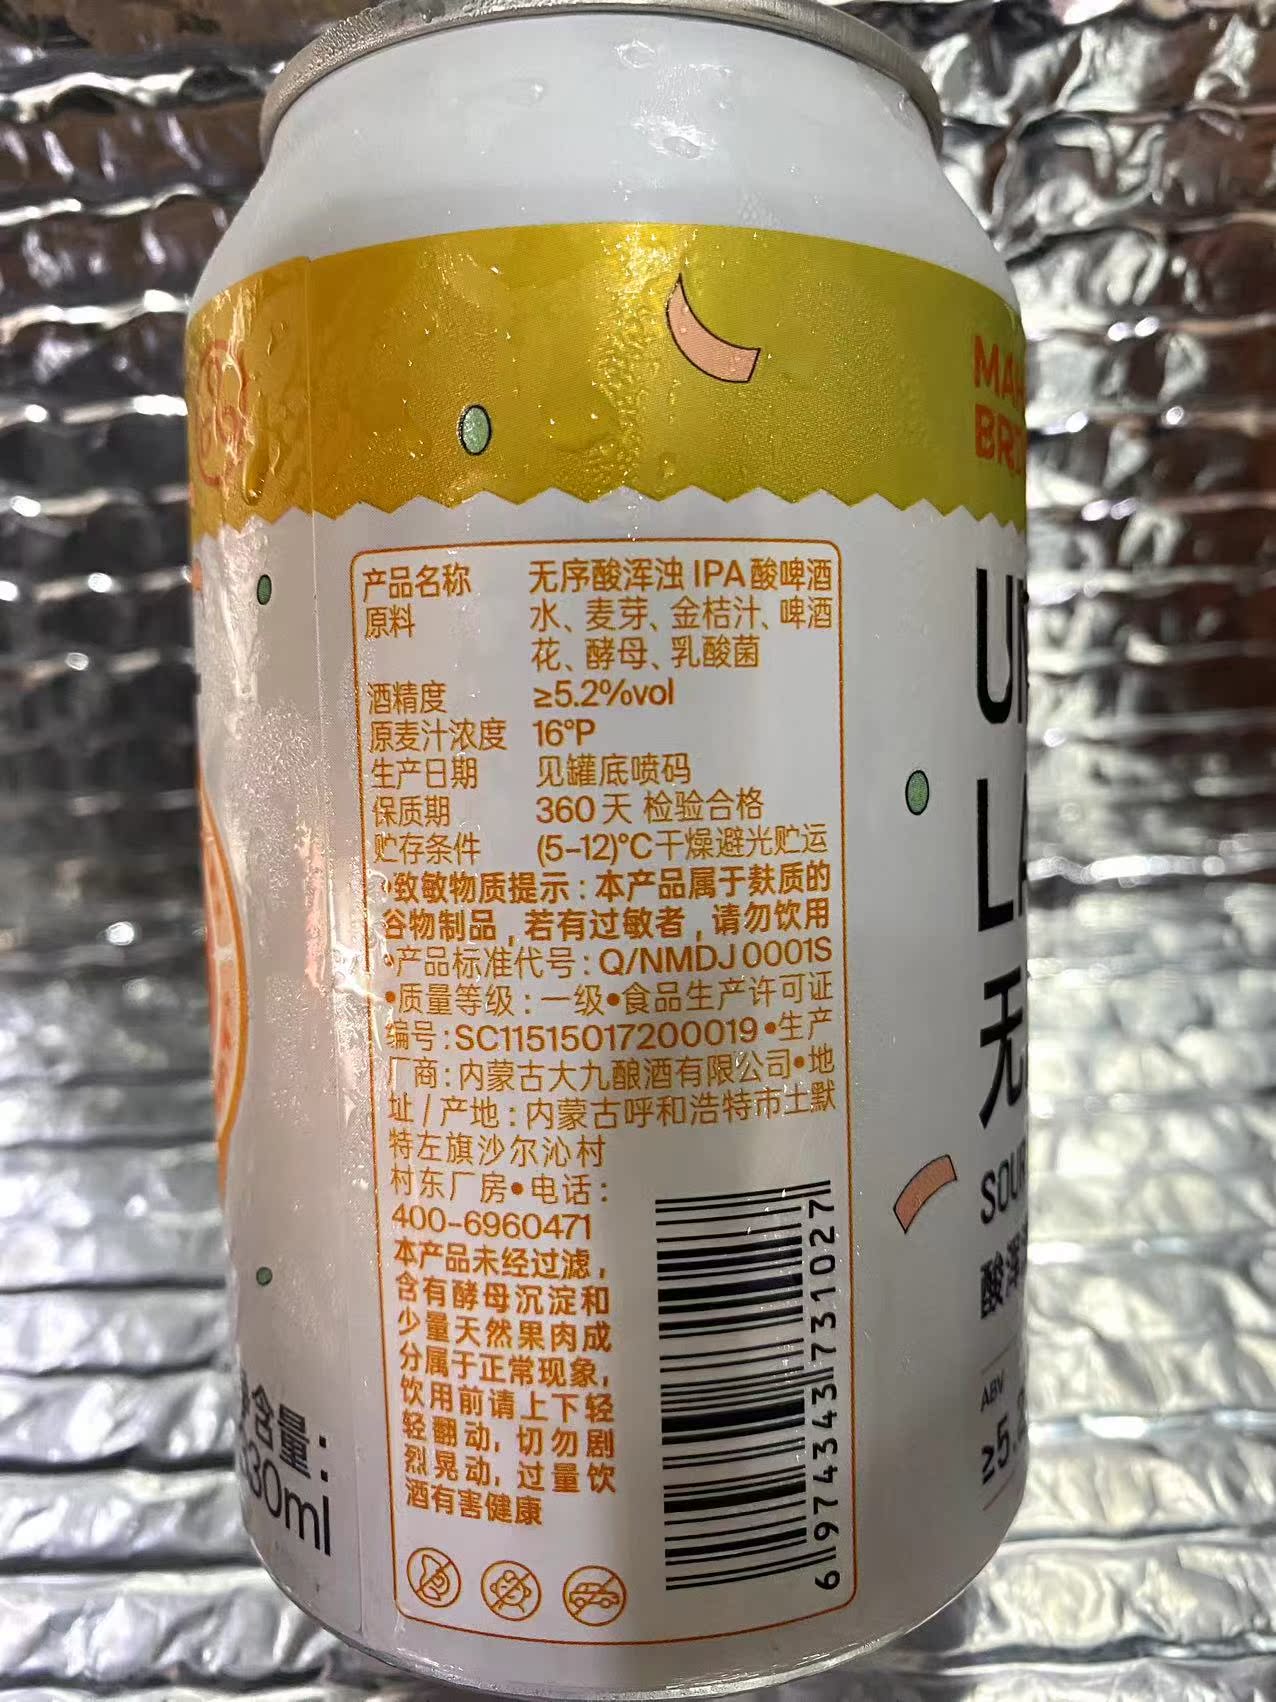 产品名称 无序酸浑浊 IPA 酸啤酒
原料 水、麦芽、金桔汁、啤酒
花、酵母、乳酸菌
酒精度 ≥5.2%vol
原麦汁浓度 16°P
生产日期 见罐底喷码
保质期 360 天 检验合格
贮存条件 (5-12)°C干燥避光贮运
•致敏物质提示：本产品属于麸质的
谷物制品，若有过敏者，请勿饮用
•产品标准代号：Q/NMDJ 0001S
•质量等级：一级•食品生产许可证
编号：SC11515017200019•生产
厂商：内蒙古大九酿酒有限公司•地
址/产地：内蒙古呼和浩特市土默
特左旗沙尔沁村
村东厂房•电话：
400-6960471
本产品未经过滤，
含有酵母沉淀和
少量天然果肉成
分属于正常现象，
饮用前请上下轻
轻翻动，切勿剧
烈晃动，过量饮
酒有害健康
6 974343 731027
含量：
330ml
MAH
BR
U
L
无
SOUR
酸浑
ABV
≥5.2